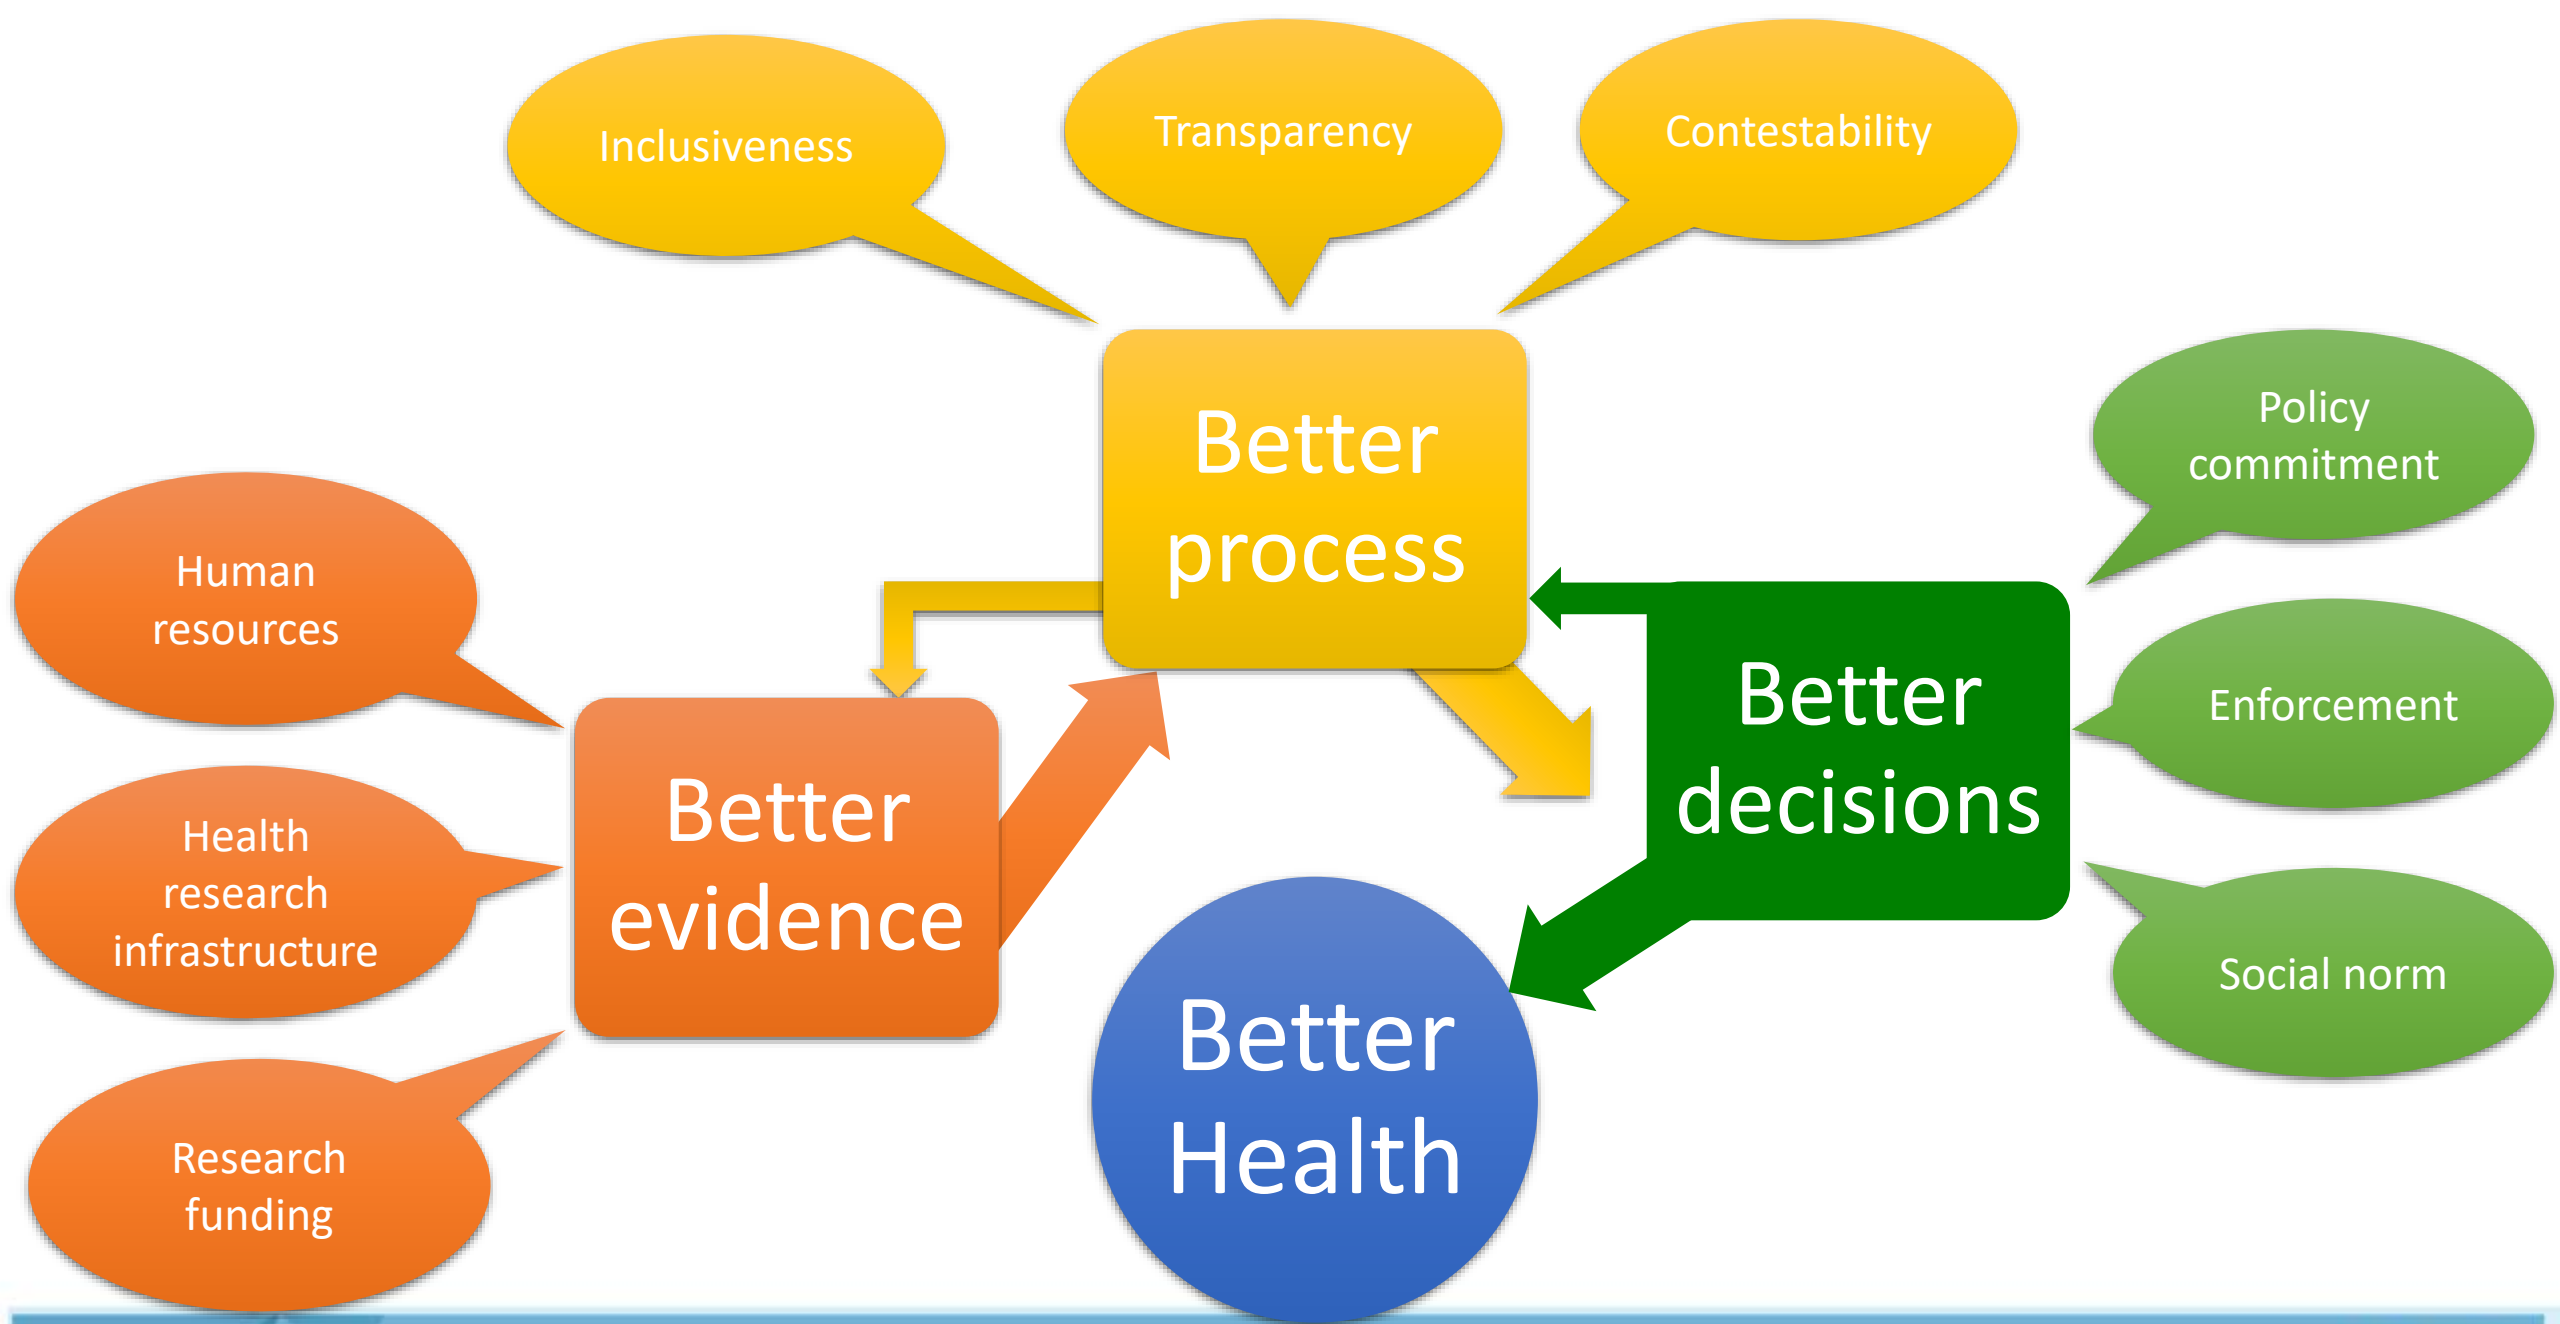 Inclusiveness
Transparency
Contestability
Better
process
Policy
commitment
Human
resources
Better
decisions
Enforcement
Health
research
infrastructure
Better
evidence
Social norm
Better
Health
Research
funding